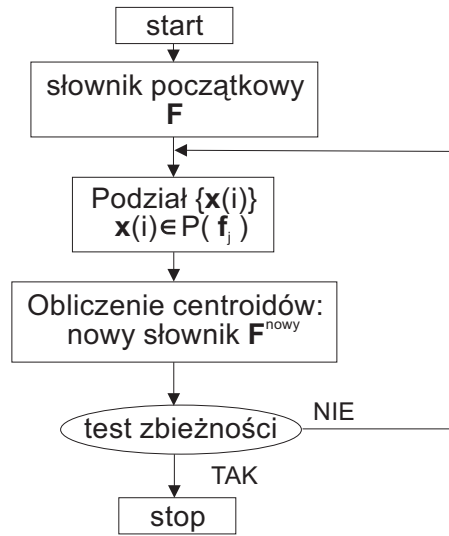 start
słownik początkowy
F
Podział {x(i)}
x(i)∈P( f_j )
Obliczenie centroidów:
nowy słownik F^nowy
test zbieżności
NIE
TAK
stop